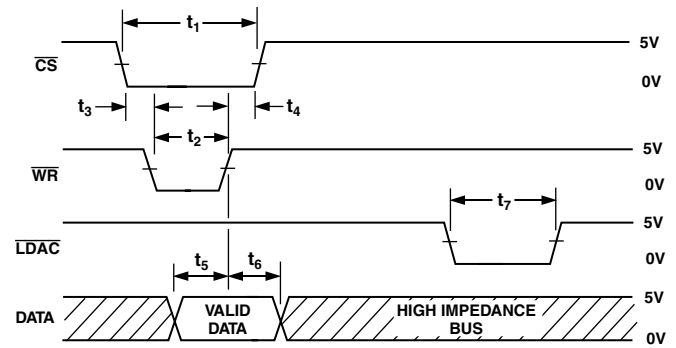 t1
5V
CS
0V
t3
t4
t2
5V
WR
0V
t7
5V
LDAC
0V
t5
t6
5V
DATA
VALID
DATA
HIGH IMPEDANCE
BUS
0V